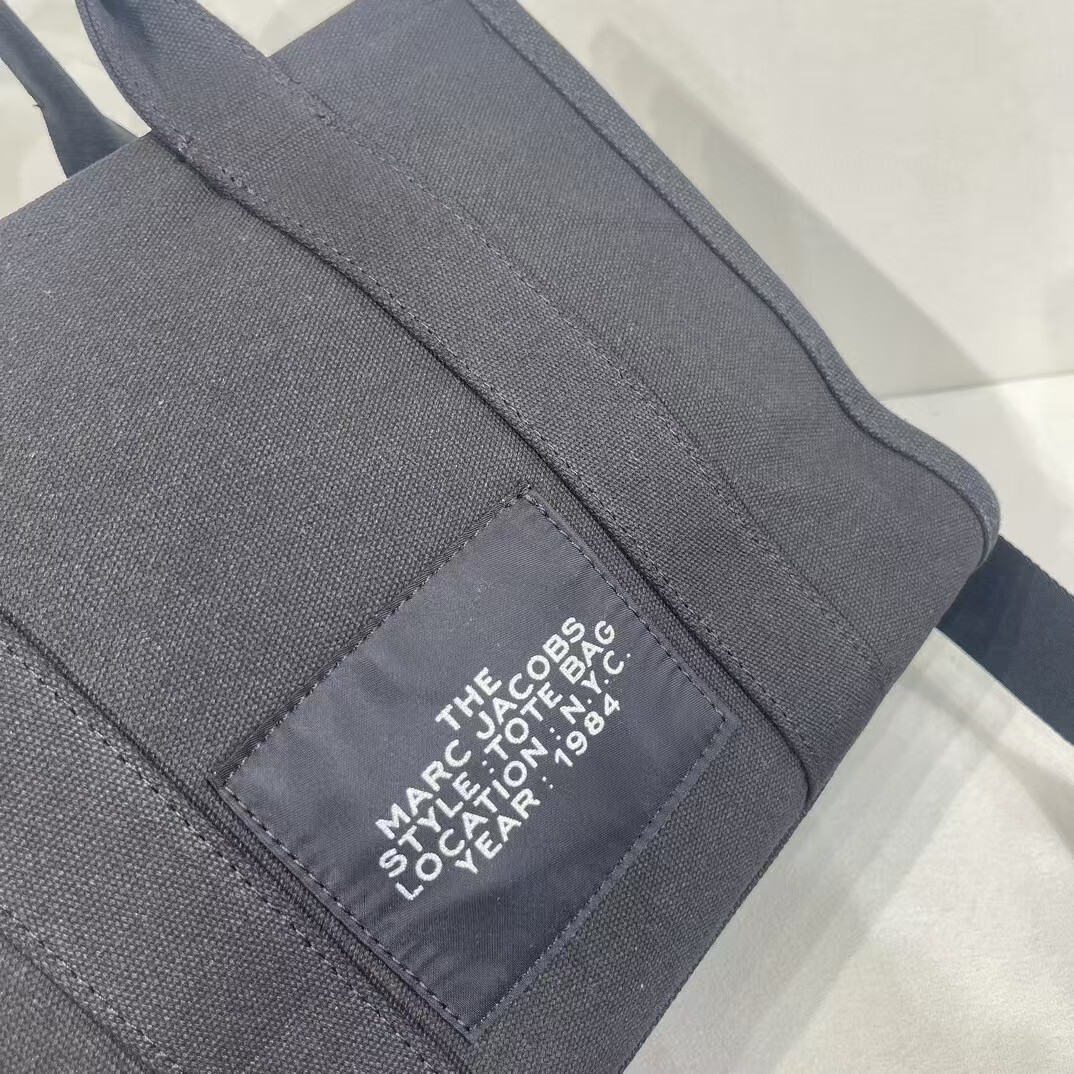 THE
MARC JACOBS
STYLE : TOTE BAG
LOCATION : N.Y.C.
YEAR : 1984